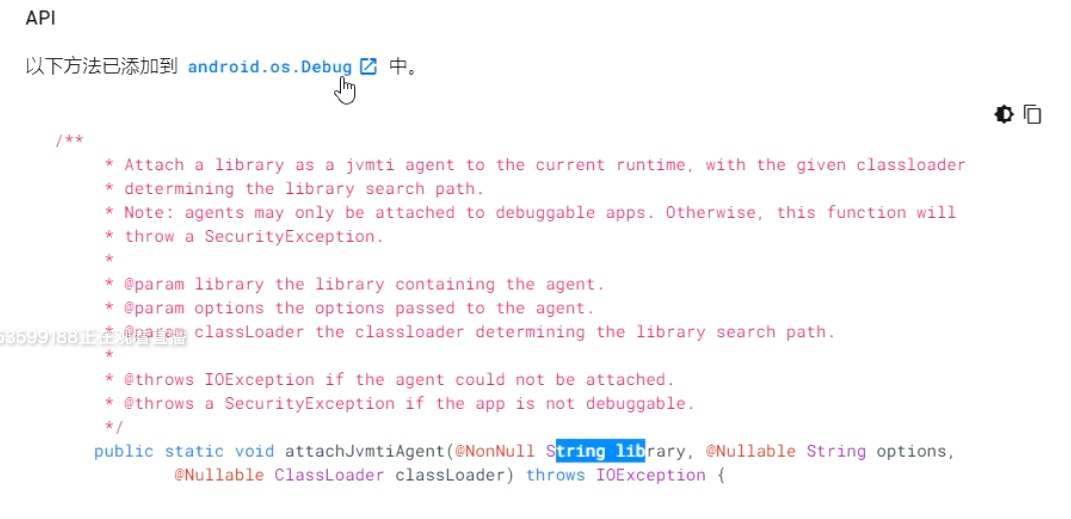 API
以下方法已添加到 android.os.Debug 中。
/**
* Attach a library as a jvmti agent to the current runtime, with the given classloader
* determining the library search path.
* Note: agents may only be attached to debuggable apps. Otherwise, this function will
* throw a SecurityException.
*
* @param library the library containing the agent.
* @param options the options passed to the agent.
* @param classLoader the classloader determining the library search path.
53599188正在观看直播
*
* @throws IOException if the agent could not be attached.
* @throws a SecurityException if the app is not debuggable.
*/
public static void attachJvmtiAgent(@NonNull String library, @Nullable String options,
@Nullable ClassLoader classLoader) throws IOException {